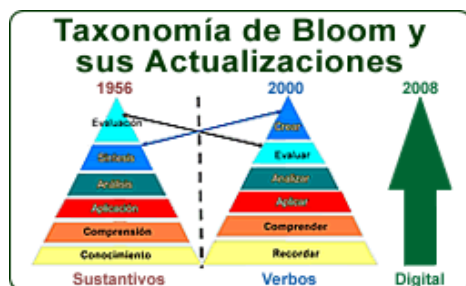 Taxonomía de Bloom y
sus Actualizaciones
1956
2000
2008
Evaluación
Síntesis
Análisis
Aplicación
Comprensión
Conocimiento
Crear
Evaluar
Analizar
Aplicar
Comprender
Recordar
Sustantivos
Verbos
Digital